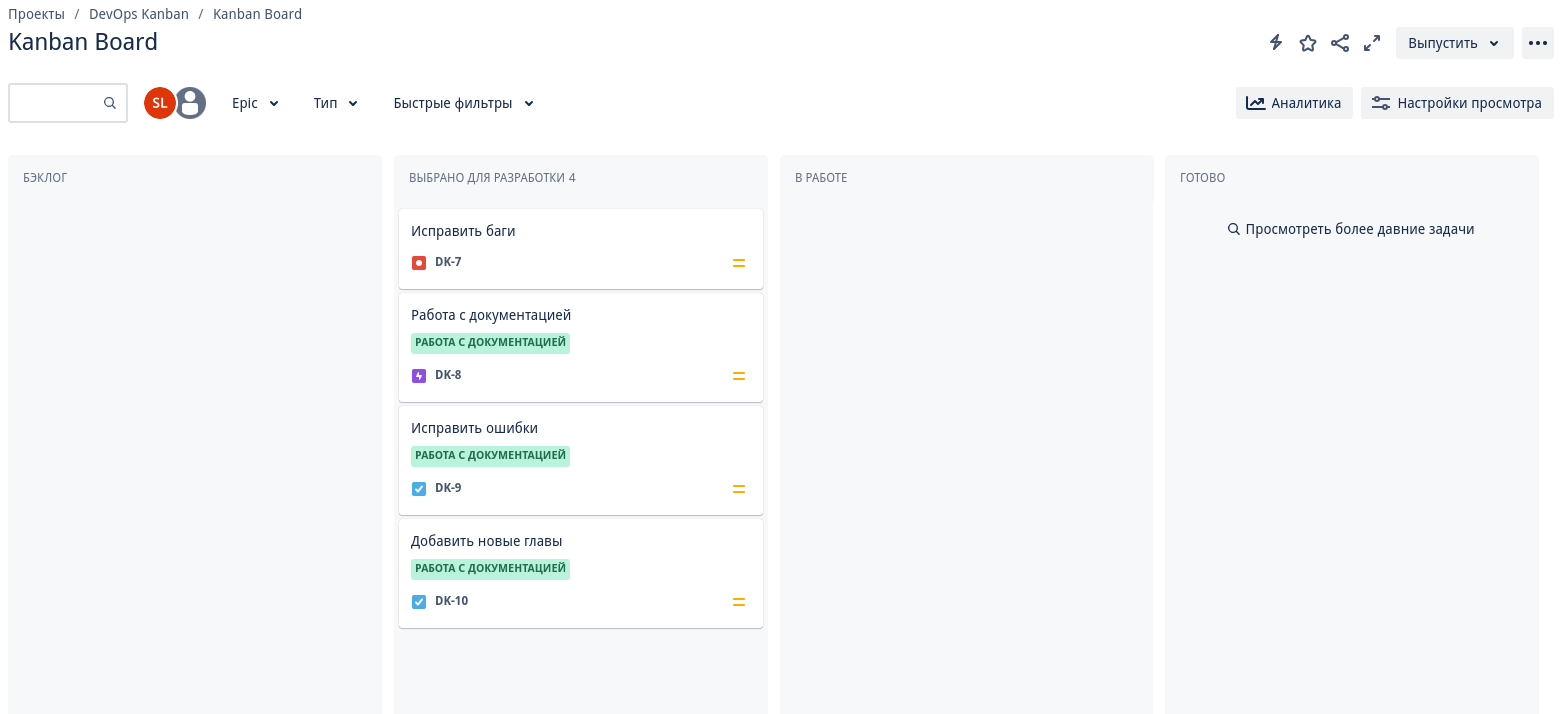 Проекты / DevOps Kanban / Kanban Board
Kanban Board
Выпустить
SL
Epic
Тип
Быстрые фильтры
Аналитика
Настройки просмотра
БЭКЛОГ
ВЫБРАНО ДЛЯ РАЗРАБОТКИ 4
Исправить баги
DK-7
Работа с документацией
РАБОТА С ДОКУМЕНТАЦИЕЙ
DK-8
Исправить ошибки
РАБОТА С ДОКУМЕНТАЦИЕЙ
DK-9
Добавить новые главы
РАБОТА С ДОКУМЕНТАЦИЕЙ
DK-10
В РАБОТЕ
ГОТОВО
Просмотреть более давние задачи